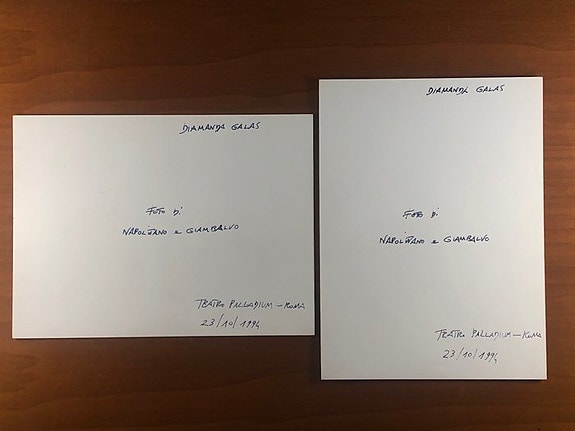 DIAMANDA GALAS
FOTO DI
NAPOLITANO e GIAMBALVO
TEATRO PALLADIUM - ROMA
23/10/1994
DIAMANDA GALAS
FOTO DI
NAPOLITANO e GIAMBALVO
TEATRO PALLADIUM - ROMA
23/10/1994